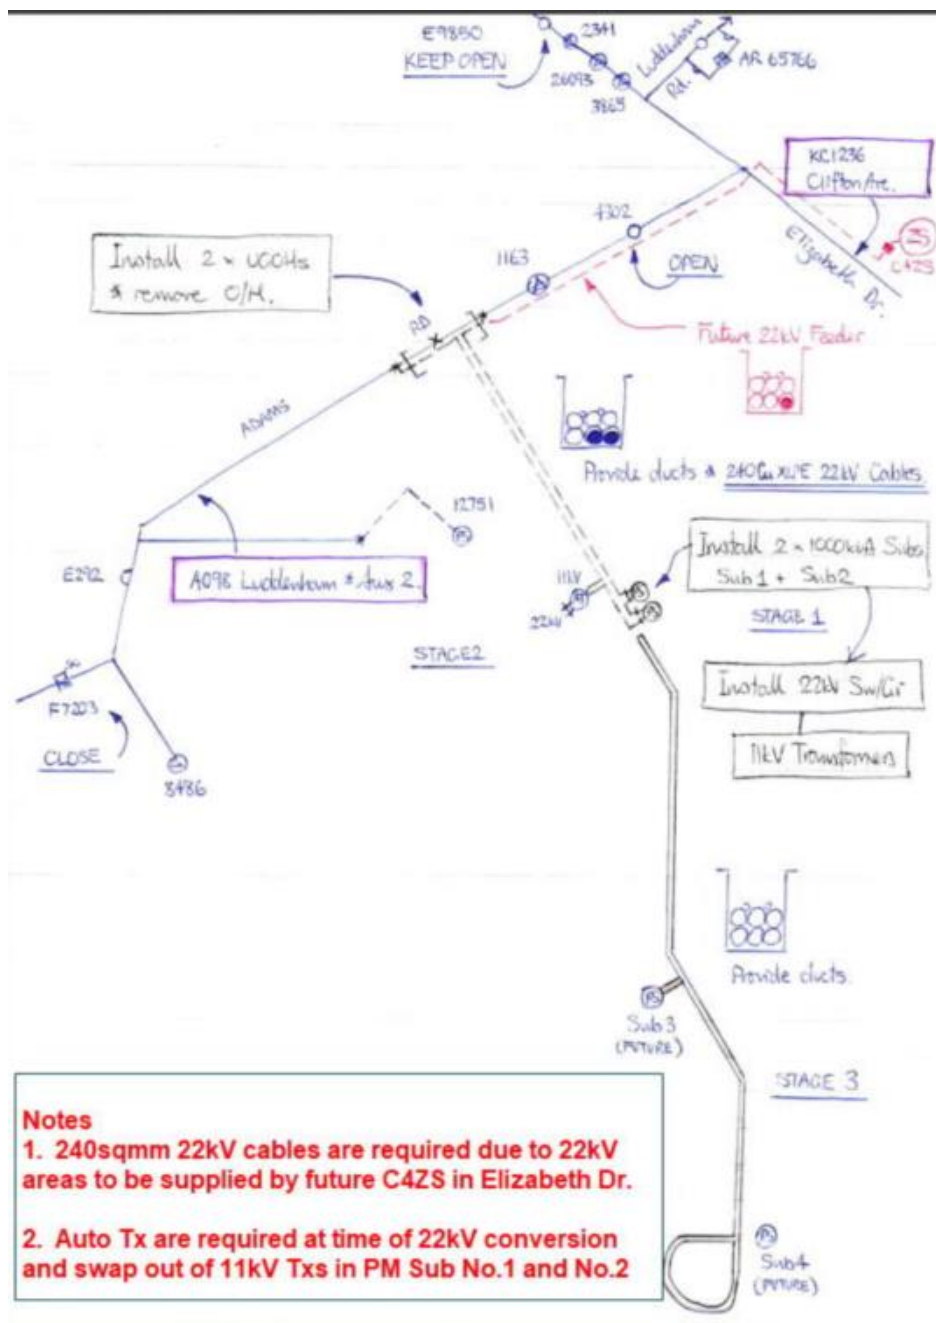 E9850
KEEP OPEN
2341
26093
3865
Luddenham
Rd.
AR 65766
KC1236
Clifton Ave.
ZS
C4ZS
Elizabeth Dr.
4302
OPEN
1163
Install 2 x UGOHs
& remove O/H.
RD
ADAMS
Future 22kV Feeder
Provide ducts & 240Cu XLPE 22kV Cables.
12751
E292
A098 Luddenham & Aux 2
11kV
22kV
Install 2 x 1000kVA Subs
Sub 1 + Sub 2
STAGE 1
STAGE 2
Install 22kV Sw/Gr
11kV Transformers
F7203
CLOSE
8486
Provide ducts.
Sub 3
(FUTURE)
STAGE 3
Notes
1. 240sqmm 22kV cables are required due to 22kV
areas to be supplied by future C4ZS in Elizabeth Dr.
2. Auto Tx are required at time of 22kV conversion
and swap out of 11kV Txs in PM Sub No.1 and No.2
Sub 4
(FUTURE)